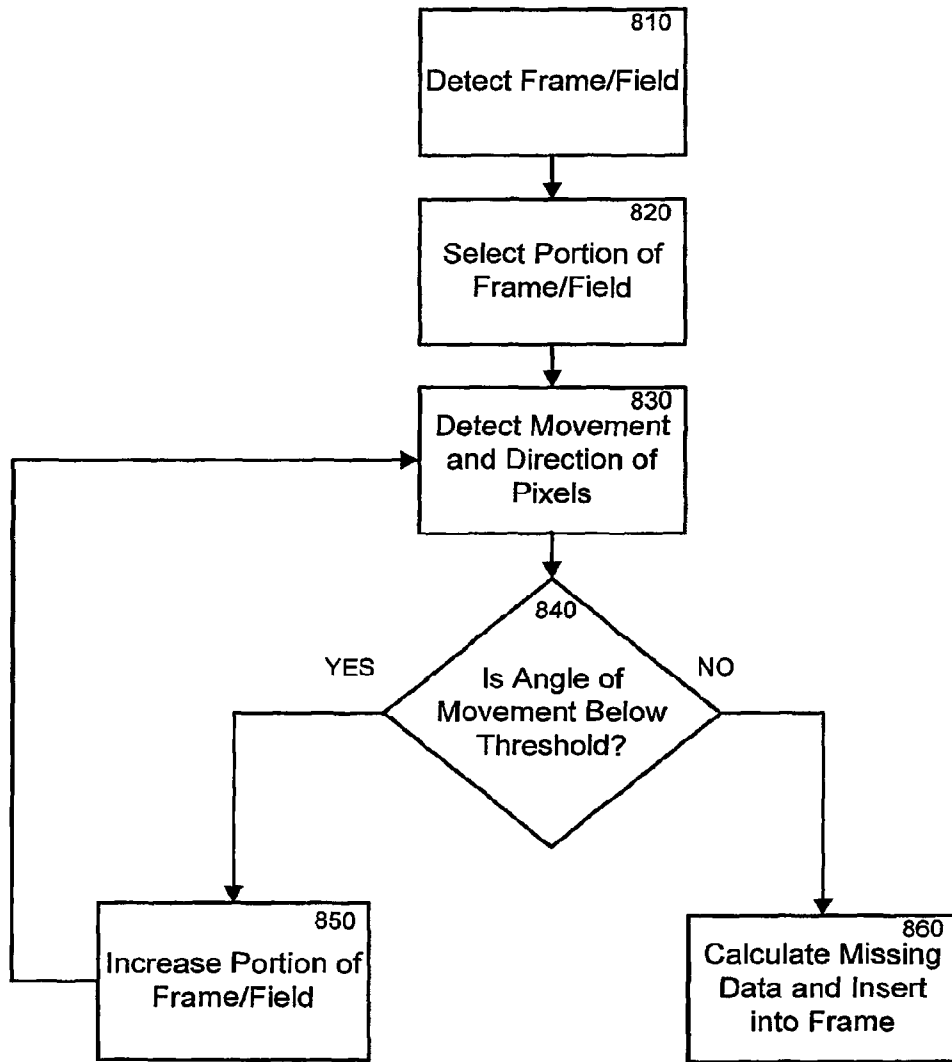 810
Detect Frame/Field
820
Select Portion of
Frame/Field
830
Detect Movement
and Direction of
Pixels
840
YES
NO
Is Angle of
Movement Below
Threshold?
850
Increase Portion of
Frame/Field
860
Calculate Missing
Data and Insert
into Frame